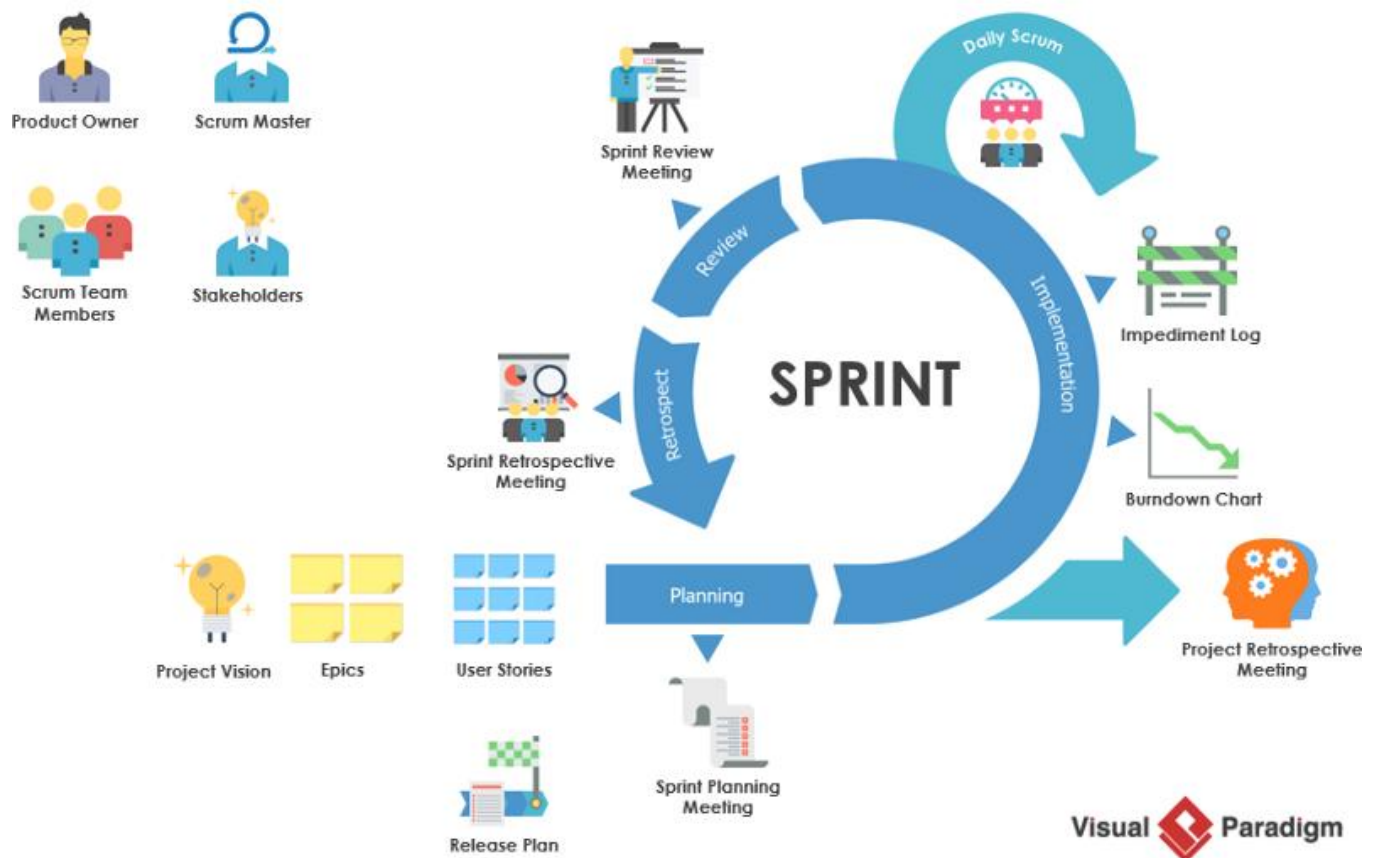 Product Owner
Scrum Master
Scrum Team
Members
Stakeholders
Sprint Review
Meeting
Daily Scrum
Review
Implementation
Impediment Log
SPRINT
Retrospect
Sprint Retrospective
Meeting
Burndown Chart
Project Vision
Epics
User Stories
Planning
Project Retrospective
Meeting
Sprint Planning
Meeting
Release Plan
Visual Paradigm